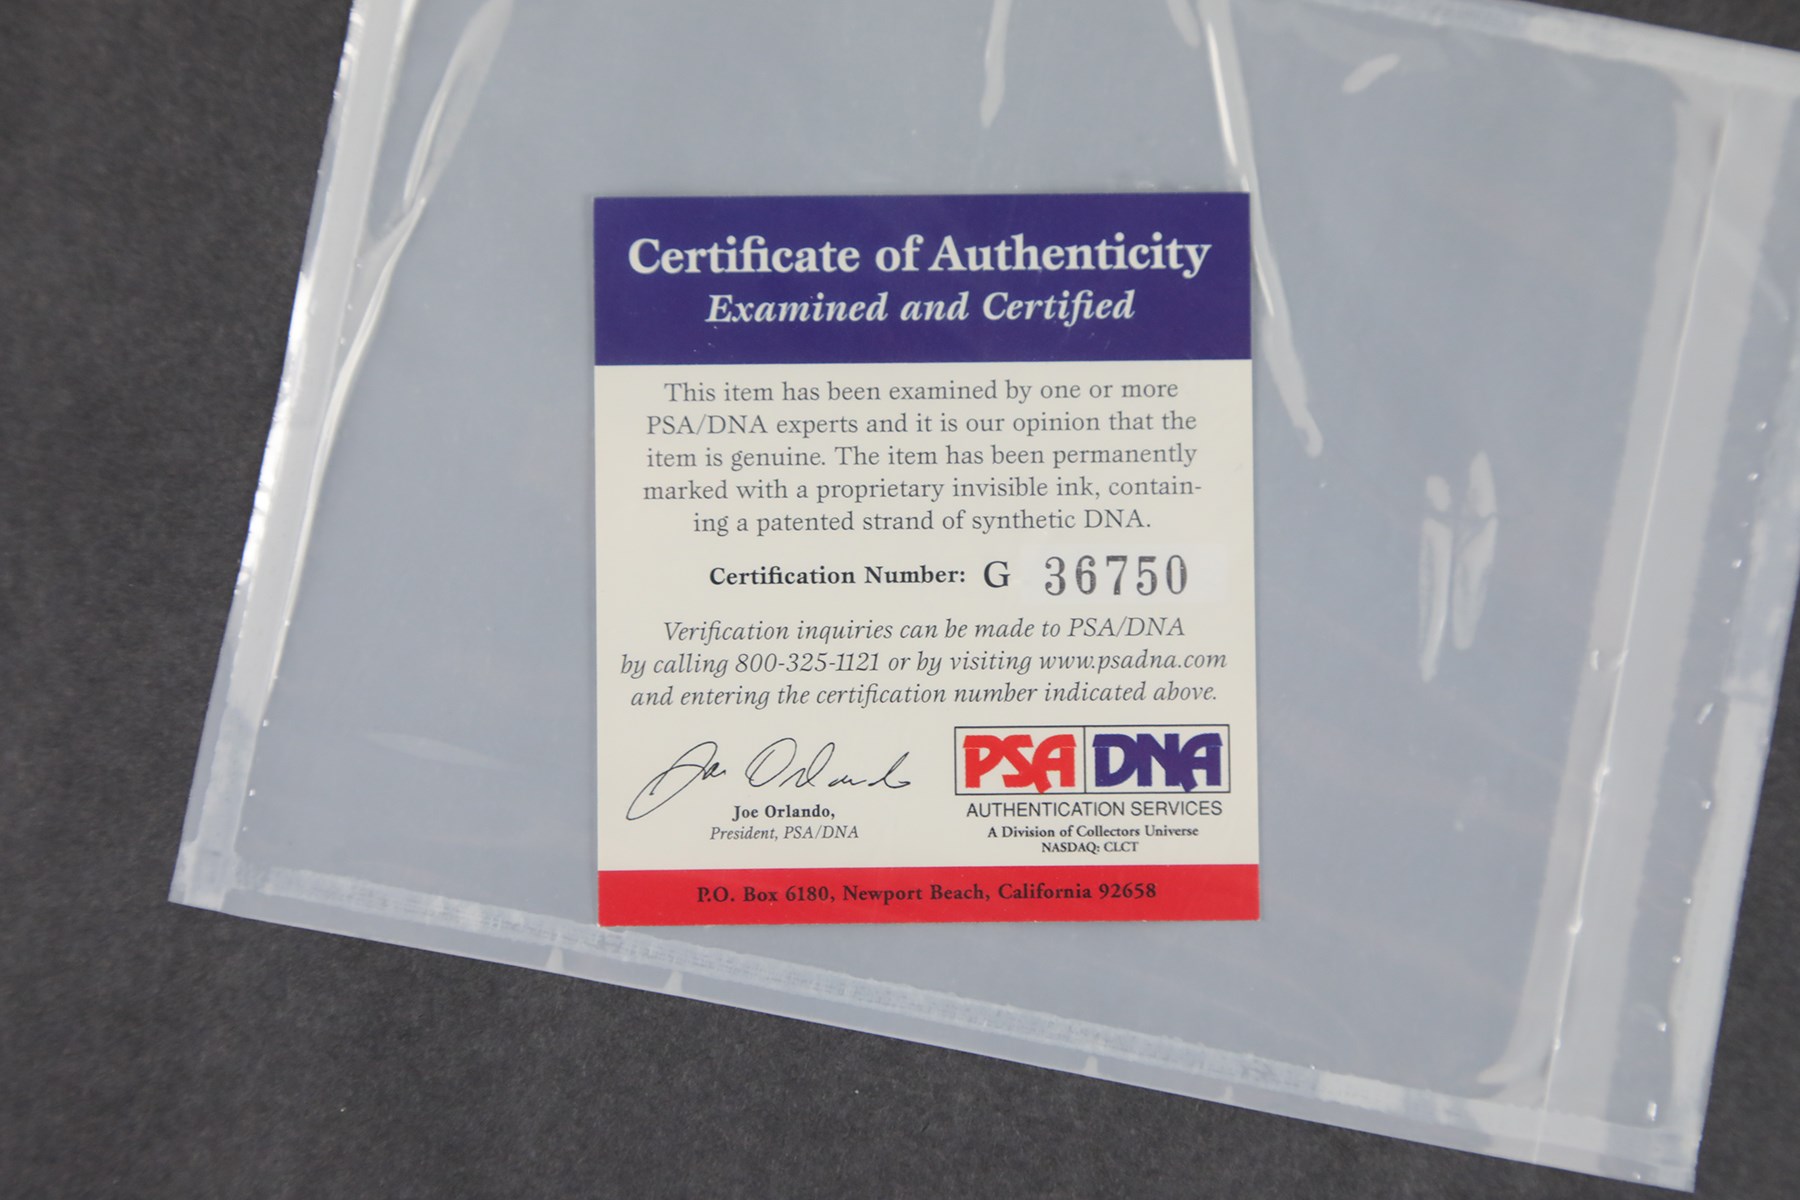 Certificate of Authenticity
Examined and Certified
This item has been examined by one or more
PSA/DNA experts and it is our opinion that the
item is genuine. The item has been permanently
marked with a proprietary invisible ink, contain-
ing a patented strand of synthetic DNA.
Certification Number: G 36750
Verification inquiries can be made to PSA/DNA
by calling 800-325-1121 or by visiting www.psadna.com
and entering the certification number indicated above.
Joe Orlando
Joe Orlando,
President, PSA/DNA
PSA DNA
AUTHENTICATION SERVICES
A Division of Collectors Universe
NASDAQ: CLCT
P.O. Box 6180, Newport Beach, California 92658